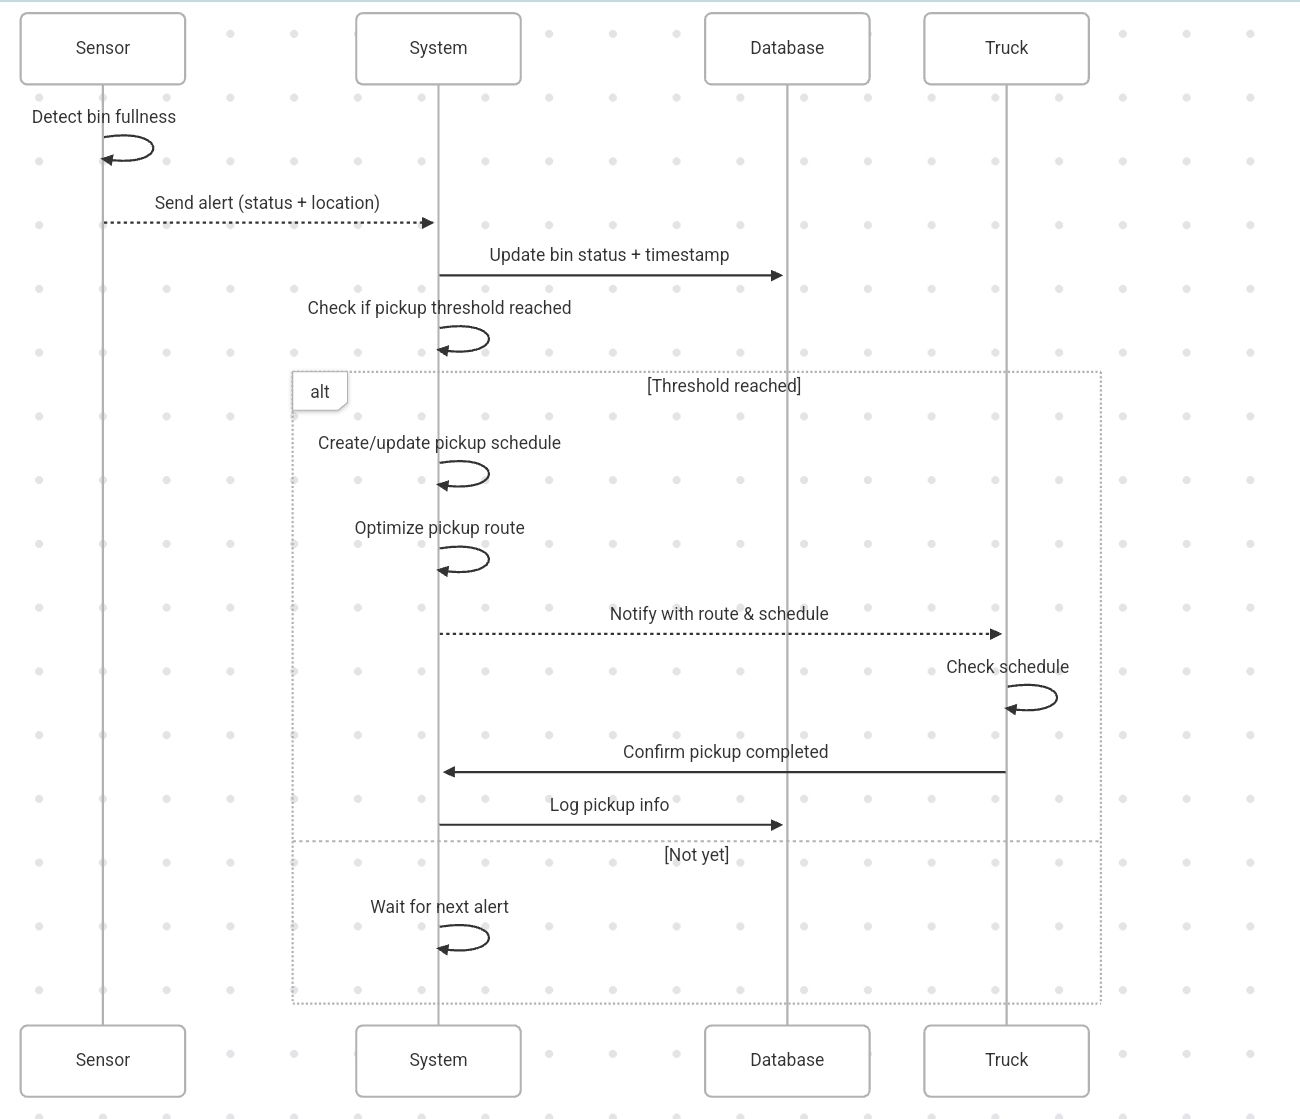 Sensor
System
Database
Truck
Detect bin fullness
Send alert (status + location)
Update bin status + timestamp
Check if pickup threshold reached
alt
[Threshold reached]
Create/update pickup schedule
Optimize pickup route
Notify with route & schedule
Check schedule
Confirm pickup completed
Log pickup info
[Not yet]
Wait for next alert
Sensor
System
Database
Truck